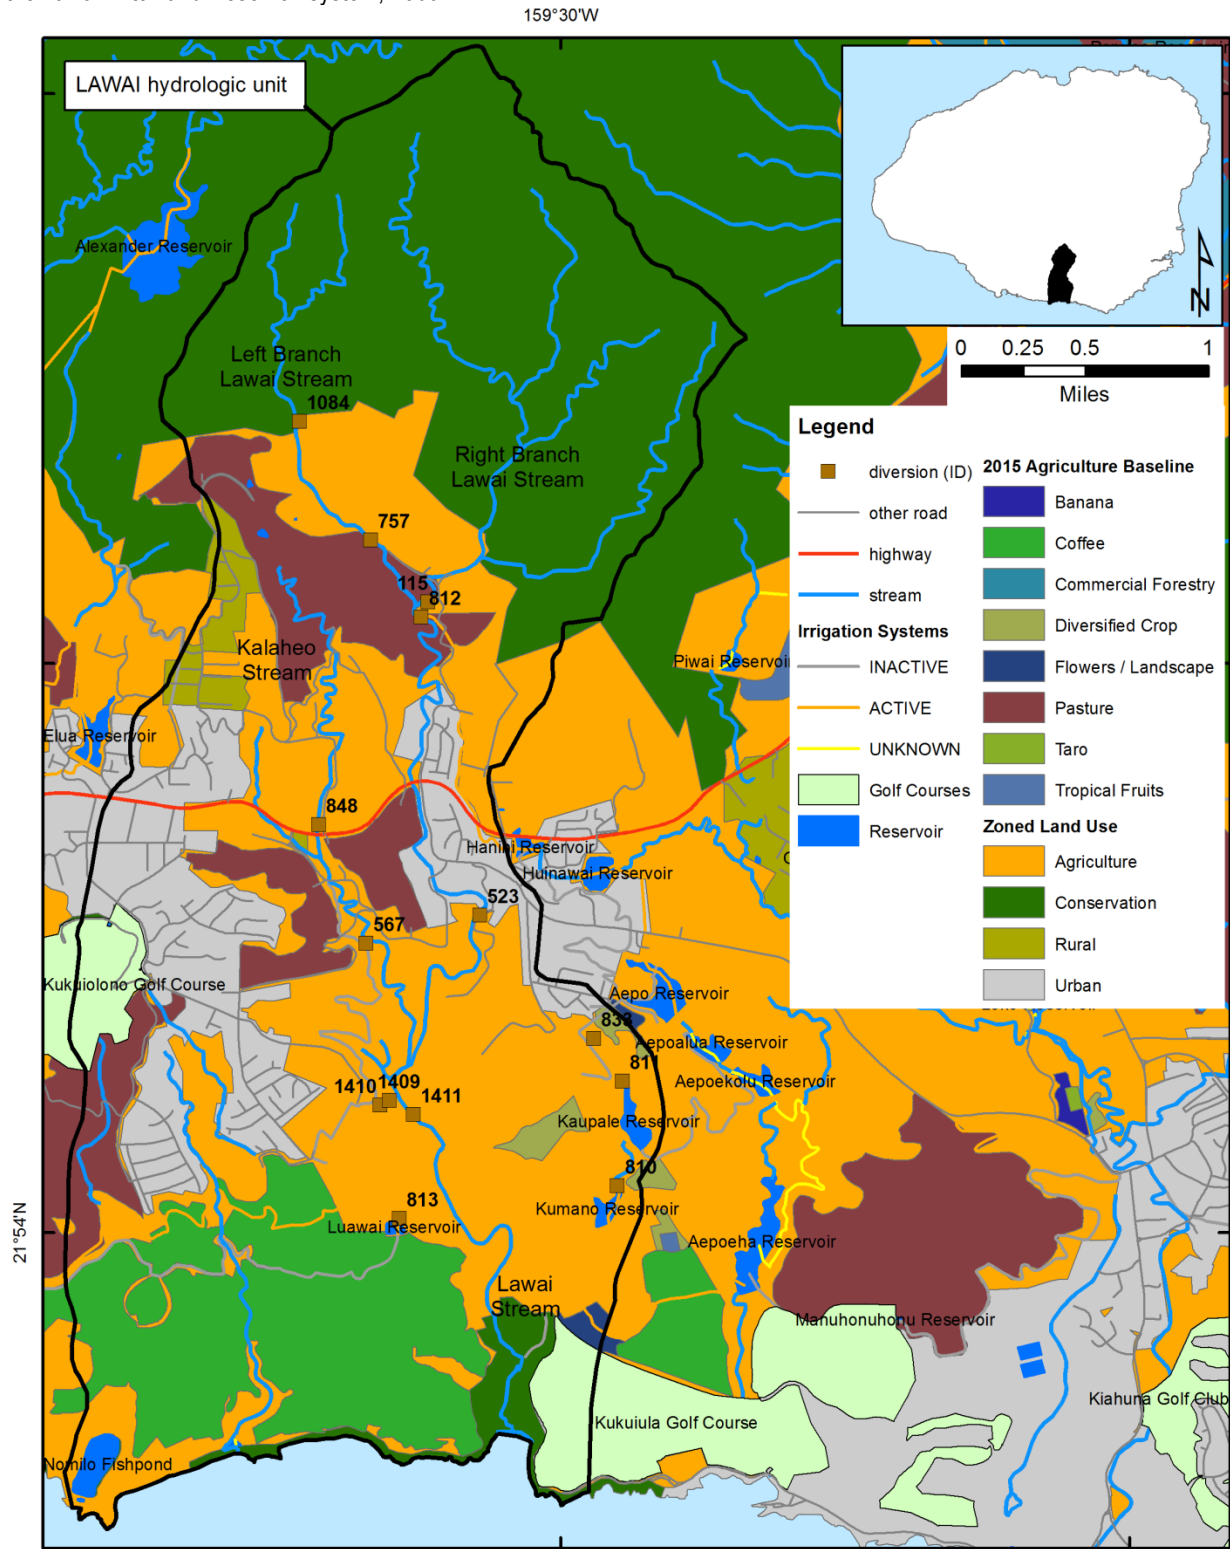 159°30'W
LAWAI hydrologic unit
Alexander Reservoir
0 0.25 0.5 1
Miles
Left Branch
Lawai Stream
1084
Right Branch
Lawai Stream
757
115
812
Kalaheo
Stream
Piwai Reservoir
Elua Reservoir
848
Hanini Reservoir
Huinawai Reservoir
523
567
Kukuiolono Golf Course
Aepo Reservoir
833
Aepoalua Reservoir
811
Aepoekolu Reservoir
1410
1409
1411
Kaupale Reservoir
810
Kumano Reservoir
813
Luawai Reservoir
Aepoeha Reservoir
21°54'N
Lawai
Stream
Manuhonuhonu Reservoir
Kiahuna Golf Club
Kukuiula Golf Course
Nomilo Fishpond
Legend
diversion (ID)
other road
highway
stream
Irrigation Systems
INACTIVE
ACTIVE
UNKNOWN
Golf Courses
Reservoir
2015 Agriculture Baseline
Banana
Coffee
Commercial Forestry
Diversified Crop
Flowers / Landscape
Pasture
Taro
Tropical Fruits
Zoned Land Use
Agriculture
Conservation
Rural
Urban
N